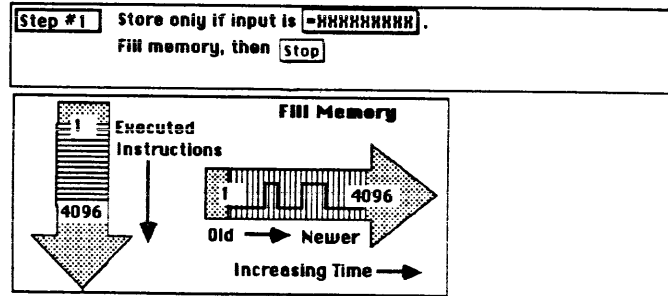 Step #1 Store only if input is =XXXXXXXXX .
Fill memory, then Stop
Fill Memory
1
Executed
Instructions
4096
1 4096
Old Newer
Increasing Time